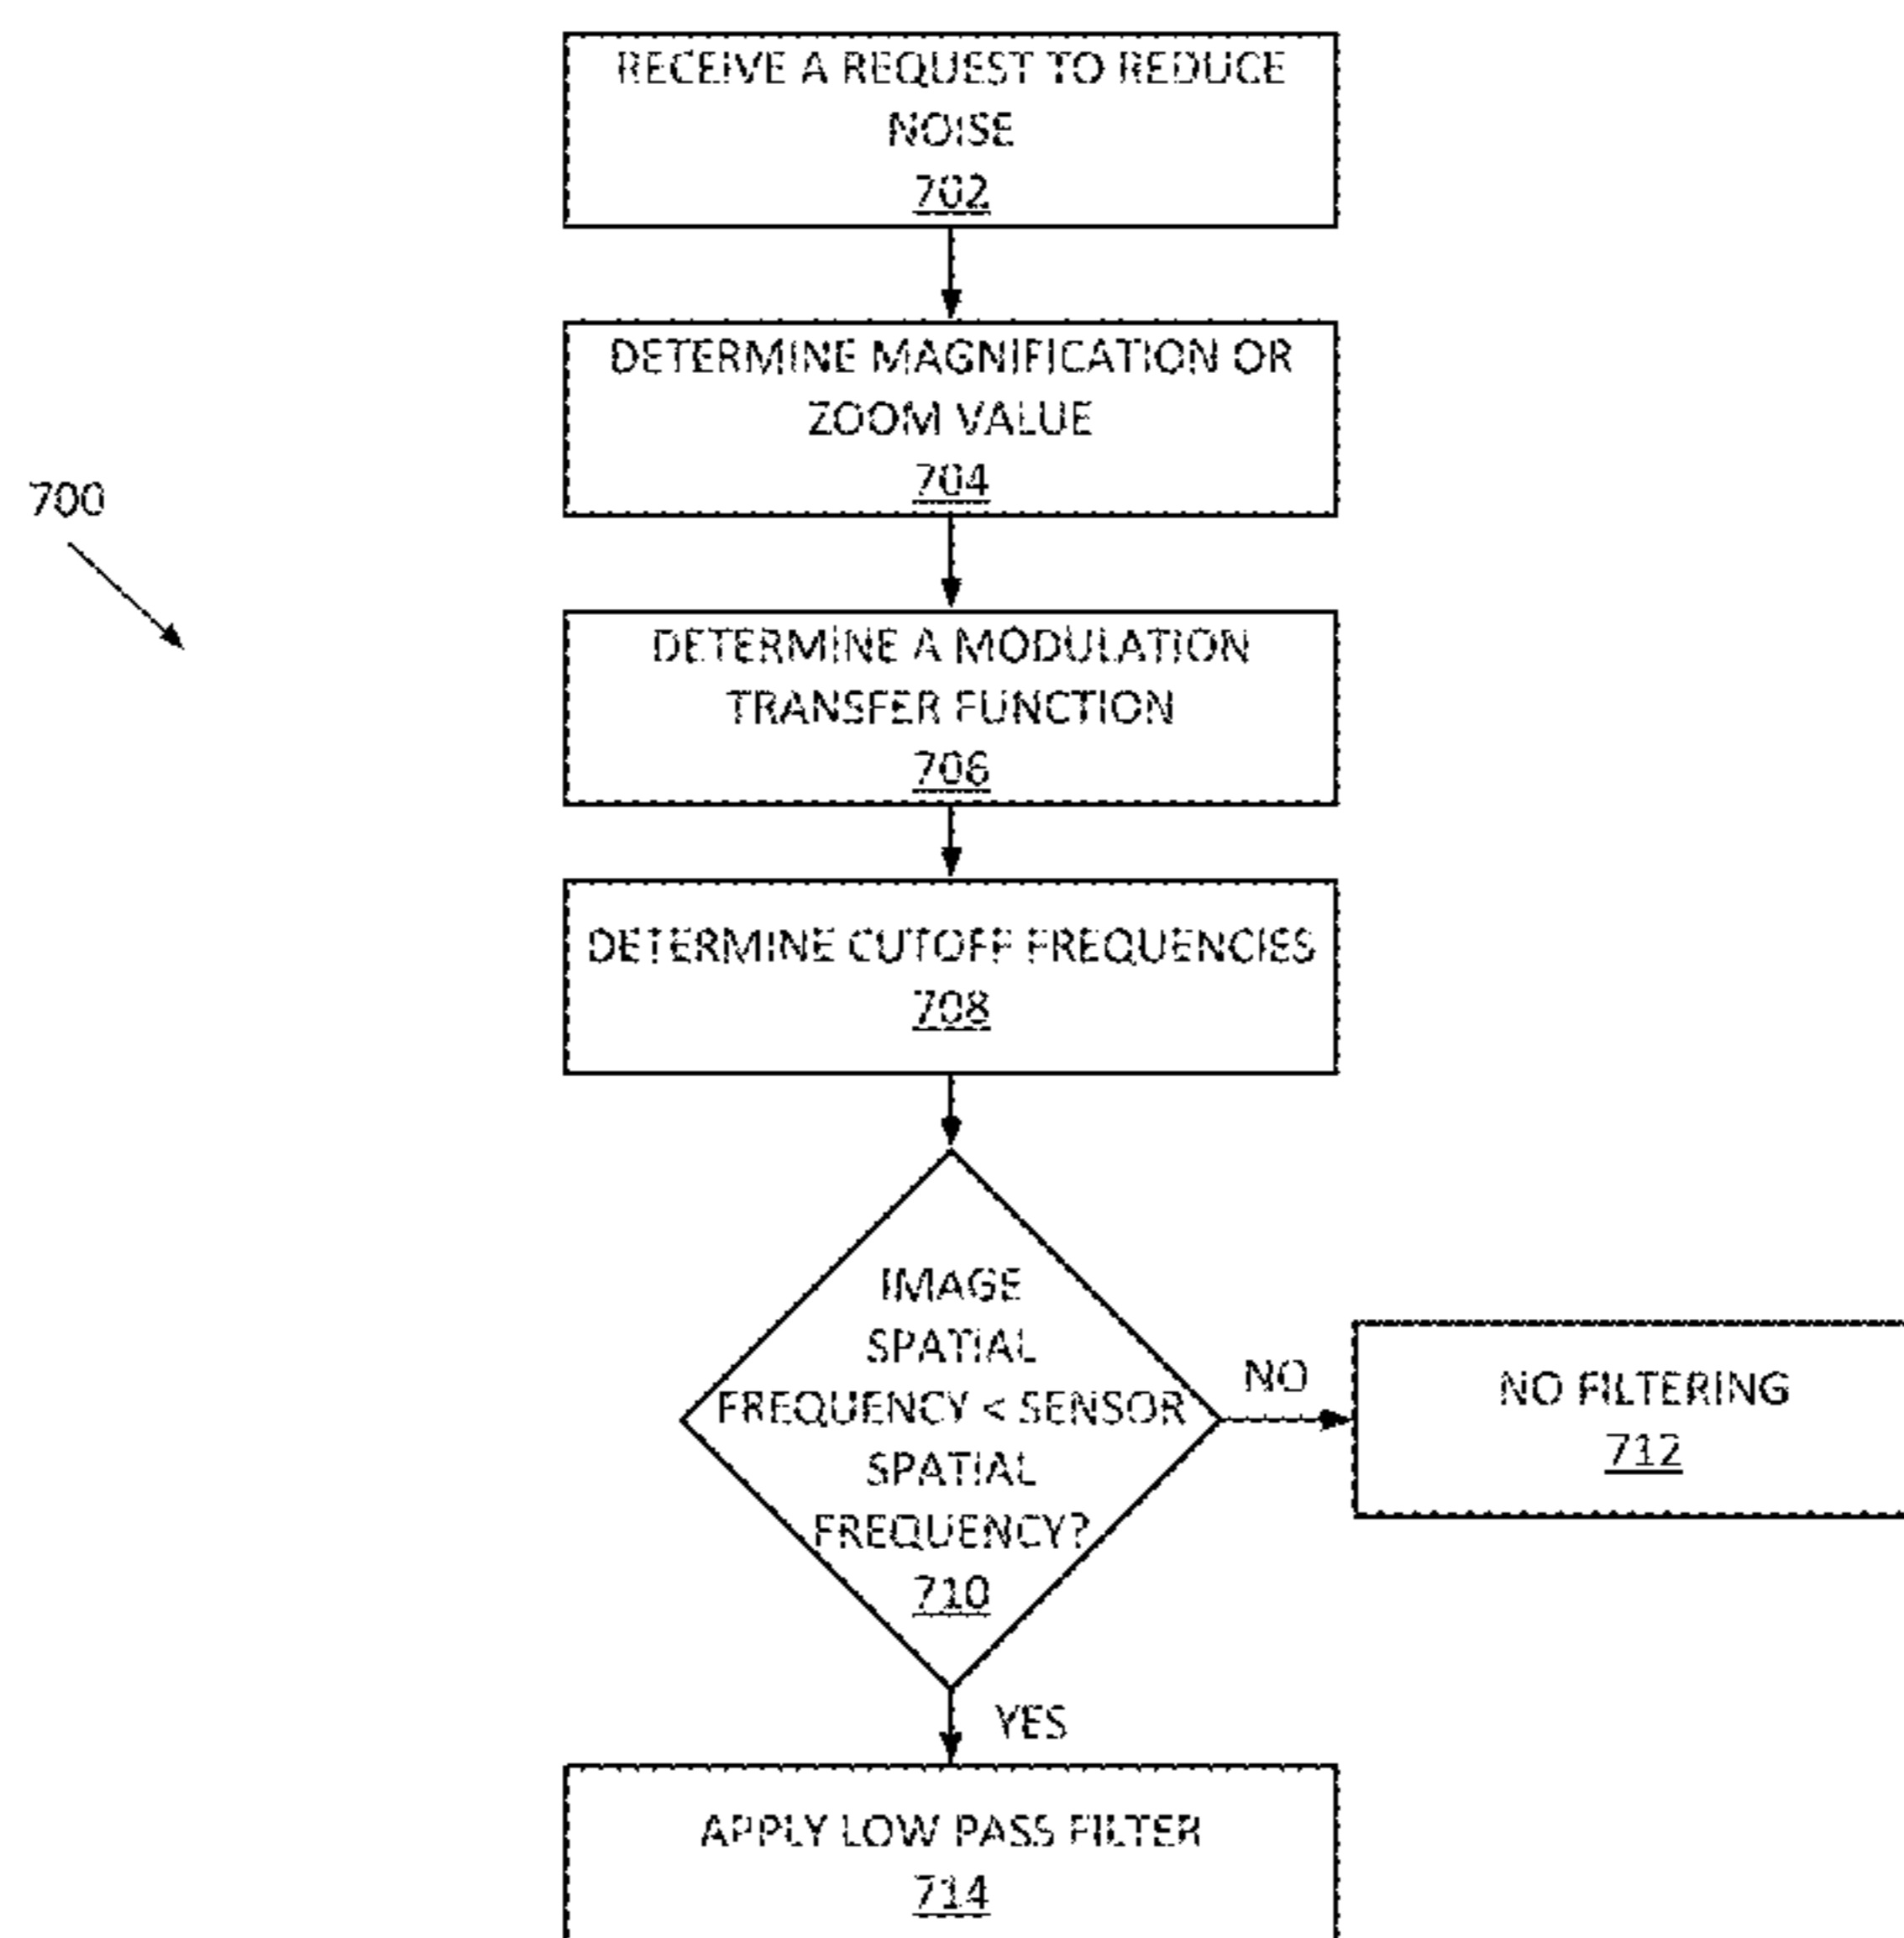 RECEIVE A REQUEST TO REDUCE
NOISE
702
DETERMINE MAGNIFICATION OR
ZOOM VALUE
704
700
DETERMINE A MODULATION
TRANSFER FUNCTION
706
DETERMINE CUTOFF FREQUENCIES
708
IMAGE
SPATIAL
FREQUENCY < SENSOR
SPATIAL
FREQUENCY?
710
NO
NO FILTERING
712
YES
APPLY LOW PASS FILTER
714